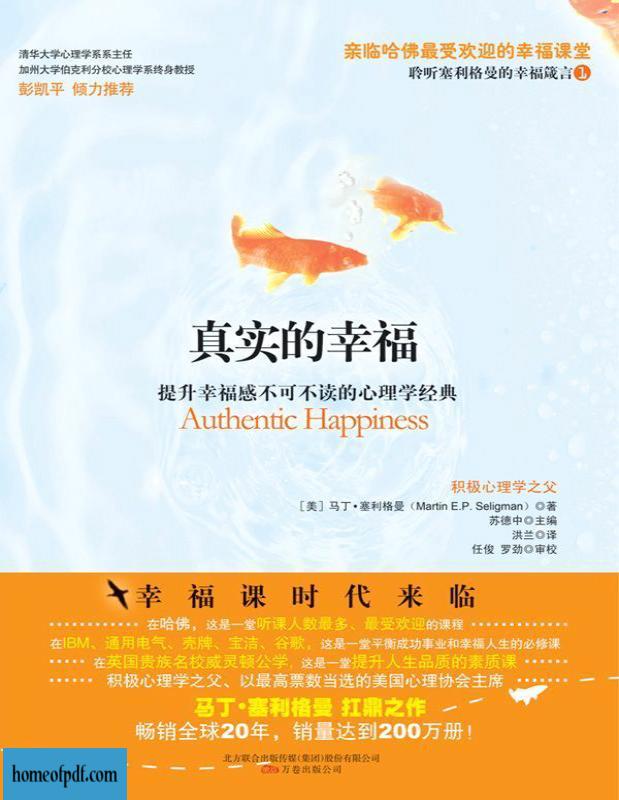 清华大学心理学系系主任
加州大学伯克利分校心理学系终身教授
彭凯平 倾力推荐
亲临哈佛最受欢迎的幸福课堂
聆听塞利格曼的幸福箴言1
真实的幸福
提升幸福感不可不读的心理学经典
Authentic Happiness
积极心理学之父
[美]马丁·塞利格曼(Martin E.P. Seligman)◎著
苏德中◎主编
洪兰◎译
任俊 罗劲◎审校
幸福课时代来临
在哈佛，这是一堂听课人数最多、最受欢迎的课程
在IBM、通用电气、壳牌、宝洁、谷歌，这是一堂平衡成功事业和幸福人生的必修课
在英国贵族名校威灵顿公学，这是一堂提升人生品质的素质课
积极心理学之父、以最高票数当选的美国心理协会主席
马丁·塞利格曼 扛鼎之作
畅销全球20年，销量达到200万册！
北方联合出版传媒(集团)股份有限公司
万卷出版公司
homeofpdf.com